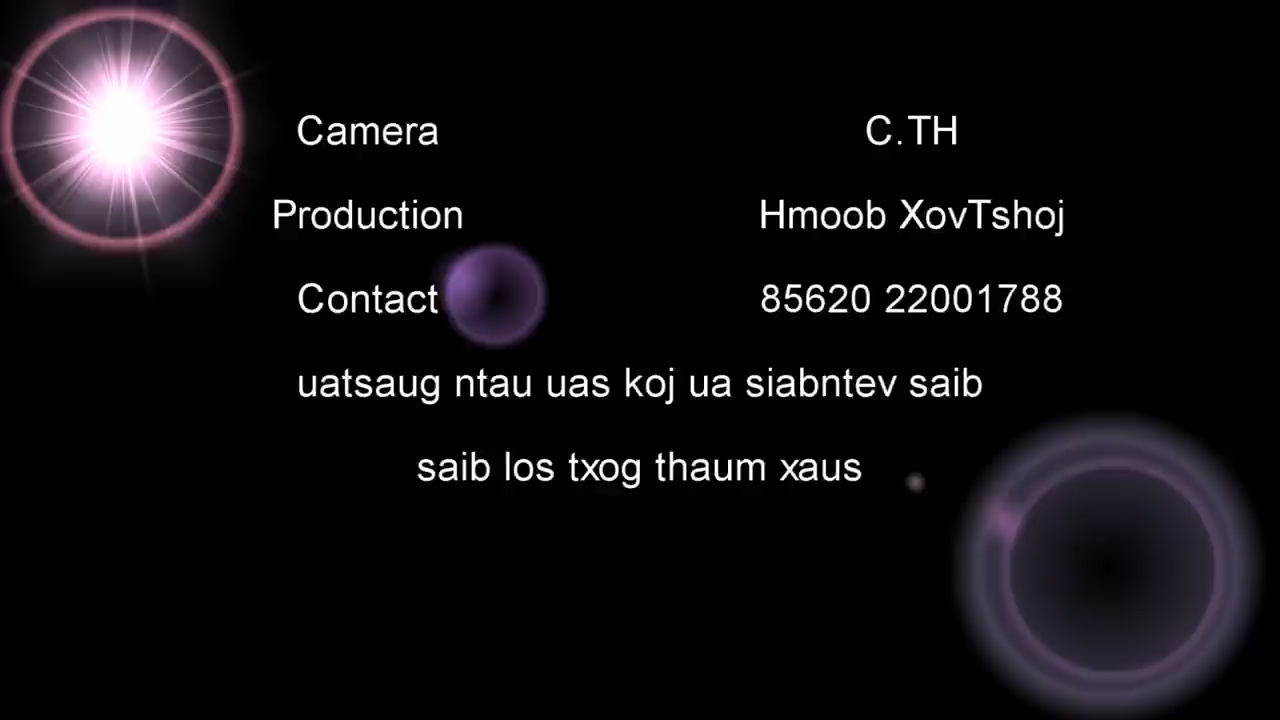 Camera C.TH
Production Hmoob XovTshoj
Contact 85620 22001788
uatsaug ntau uas koj ua siabntev saib
saib los txog thaum xaus